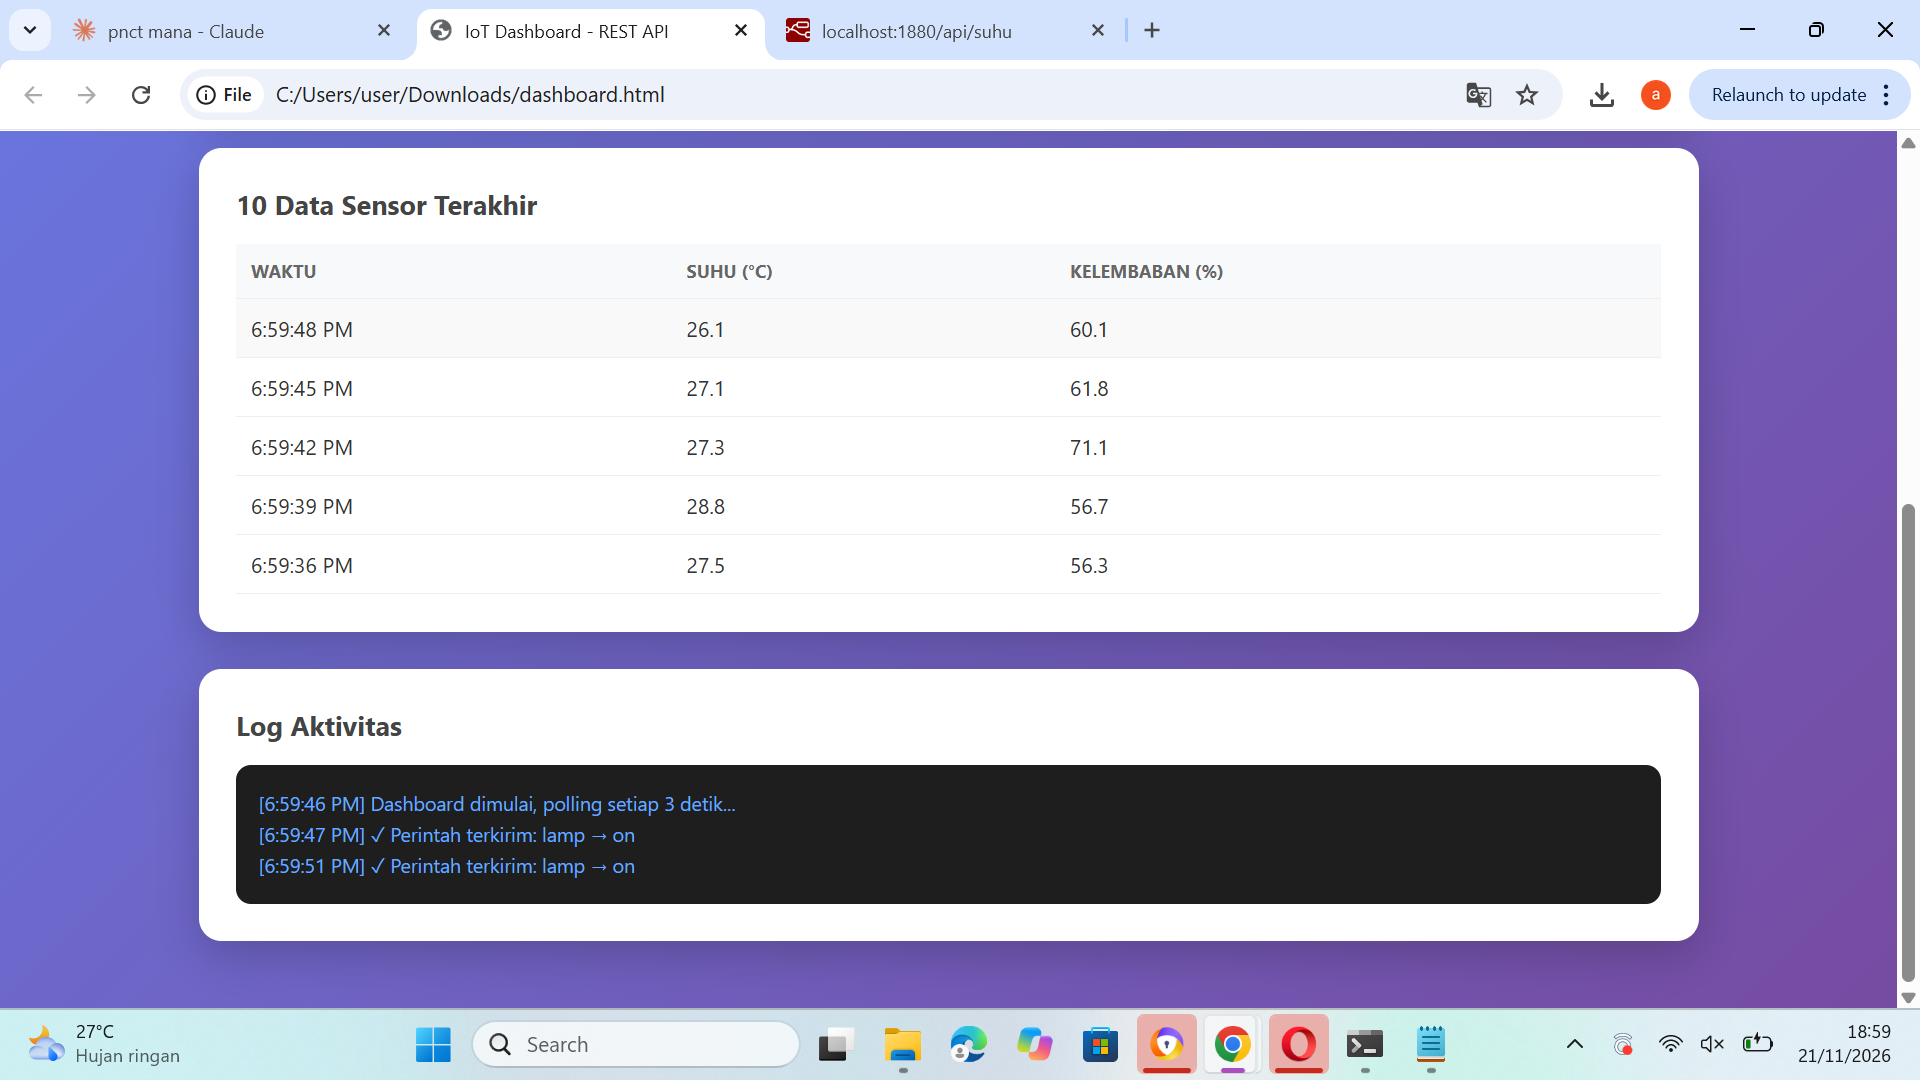 pnct mana - Claude
IoT Dashboard - REST API
localhost:1880/api/suhu
File
C:/Users/user/Downloads/dashboard.html
a
Relaunch to update
10 Data Sensor Terakhir
WAKTU SUHU (°C) KELEMBABAN (%)
6:59:48 PM 26.1 60.1
6:59:45 PM 27.1 61.8
6:59:42 PM 27.3 71.1
6:59:39 PM 28.8 56.7
6:59:36 PM 27.5 56.3
Log Aktivitas
[6:59:46 PM] Dashboard dimulai, polling setiap 3 detik...
[6:59:47 PM] ✓ Perintah terkirim: lamp → on
[6:59:51 PM] ✓ Perintah terkirim: lamp → on
27°C
Hujan ringan
Search
18:59
21/11/2026